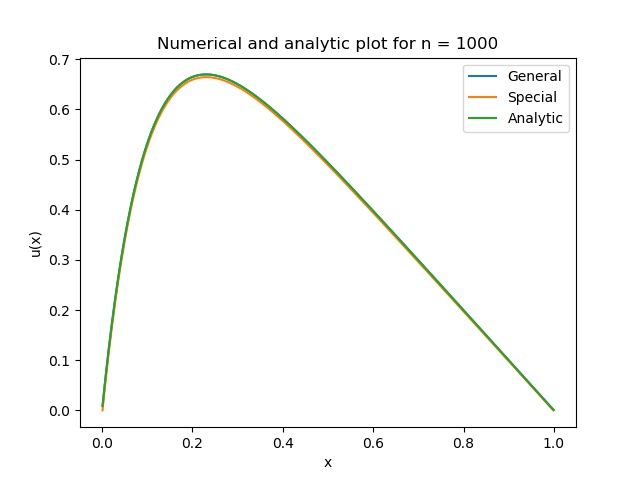 Numerical and analytic plot for n = 1000
General
Special
Analytic
u(x)
0.7
0.6
0.5
0.4
0.3
0.2
0.1
0.0
0.0 0.2 0.4 0.6 0.8 1.0
x